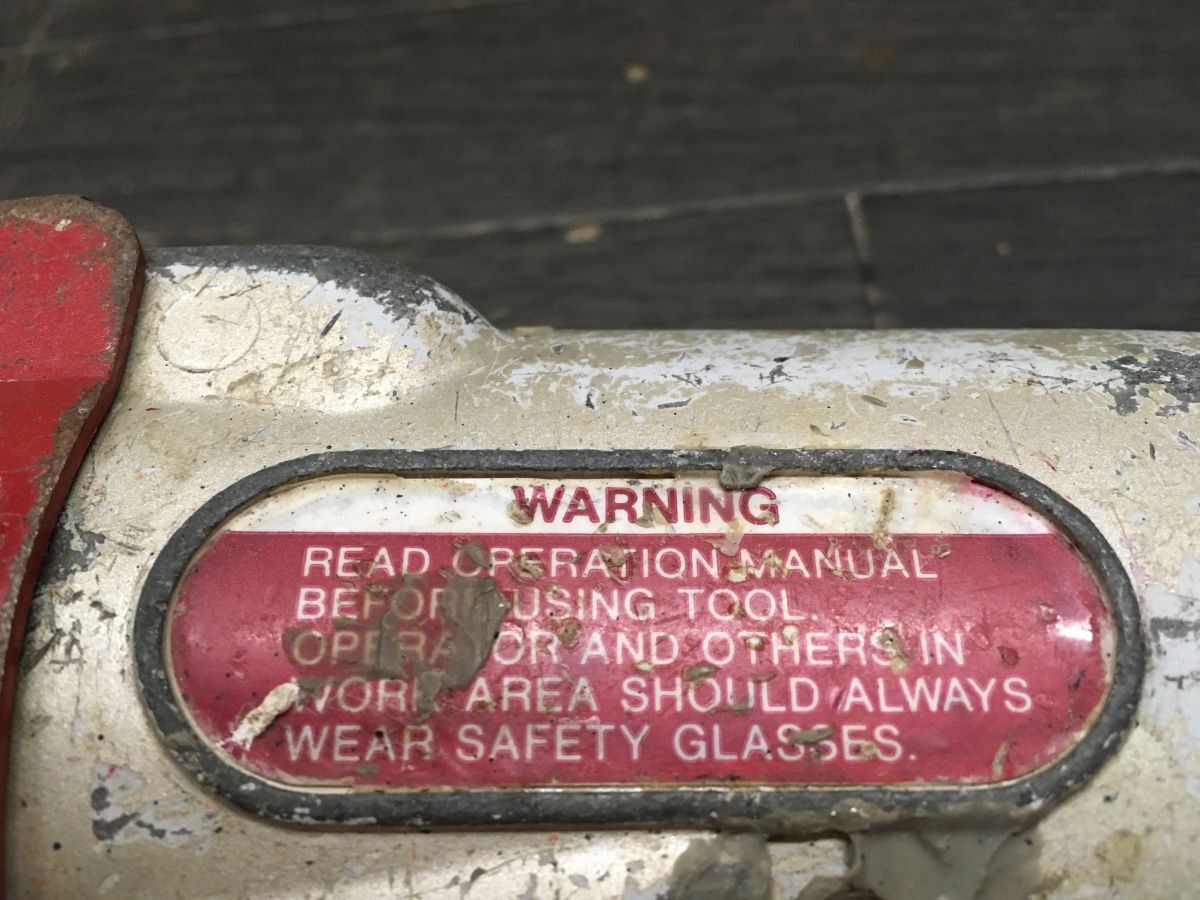 WARNING
READ OPERATION MANUAL
BEFORE USING TOOL.
OPERATOR AND OTHERS IN
WORK AREA SHOULD ALWAYS
WEAR SAFETY GLASSES.